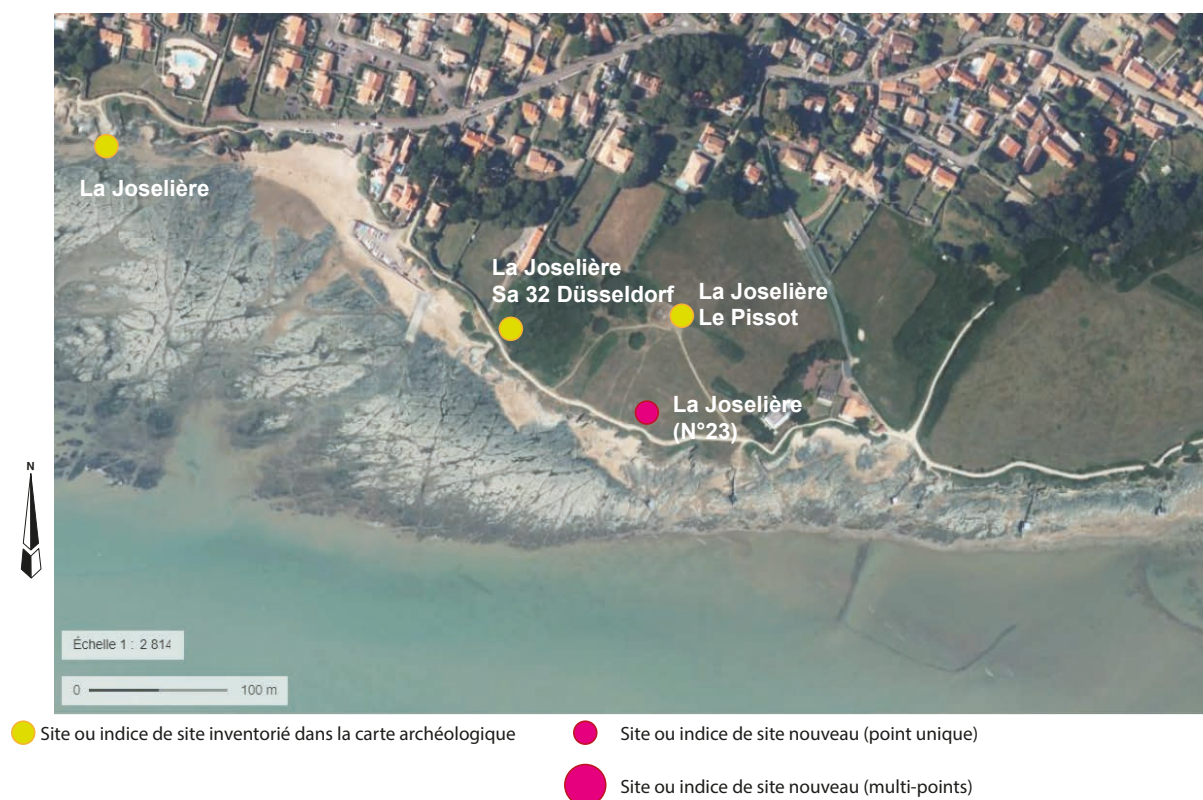 La Joselière
La Joselière
Sa 32 Düsseldorf
La Joselière
Le Pissot
La Joselière
(N°23)
N
Échelle 1 : 2 814
0 100 m
Site ou indice de site inventorié dans la carte archéologique
Site ou indice de site nouveau (point unique)
Site ou indice de site nouveau (multi-points)